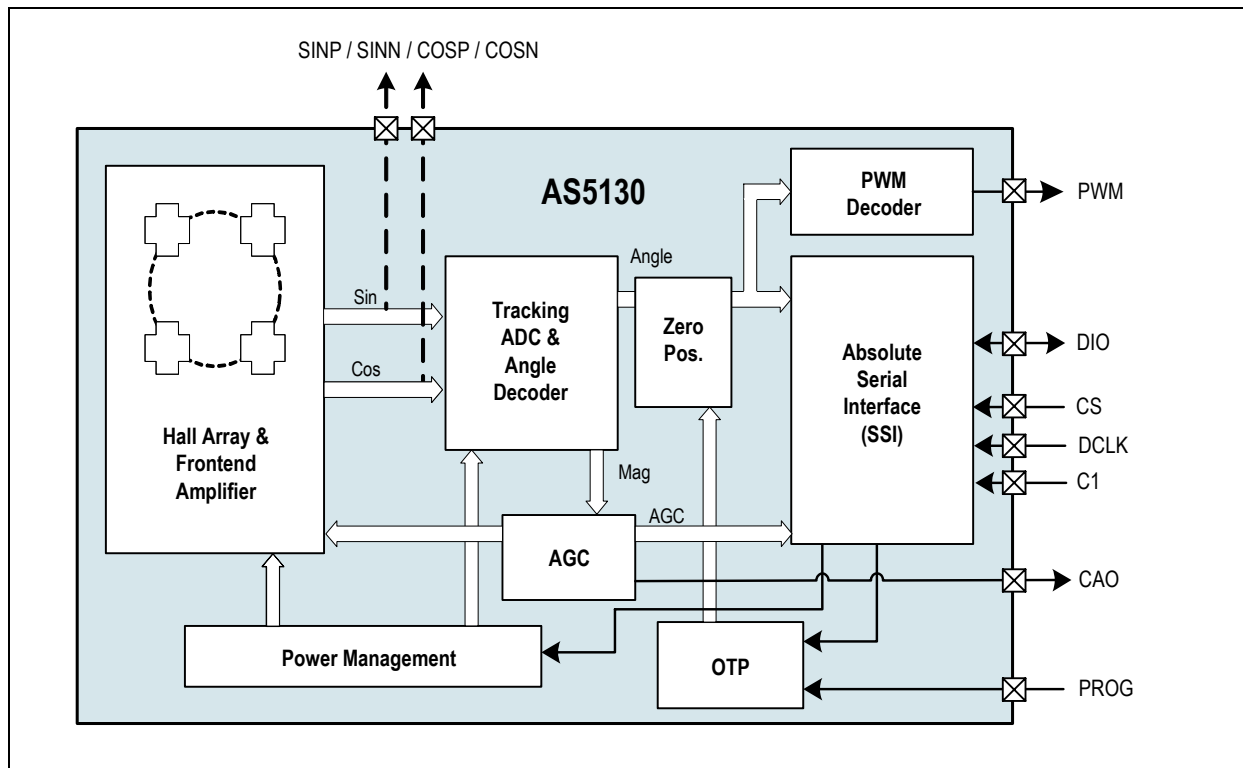 SINP / SINN / COSP / COSN
AS5130
PWM
Decoder
PWM
Angle
Sin
Tracking
ADC &
Angle
Decoder
Zero
Pos.
Absolute
Serial
Interface
(SSI)
DIO
Cos
CS
Hall Array &
Frontend
Amplifier
DCLK
C1
Mag
AGC
AGC
CAO
Power Management
OTP
PROG